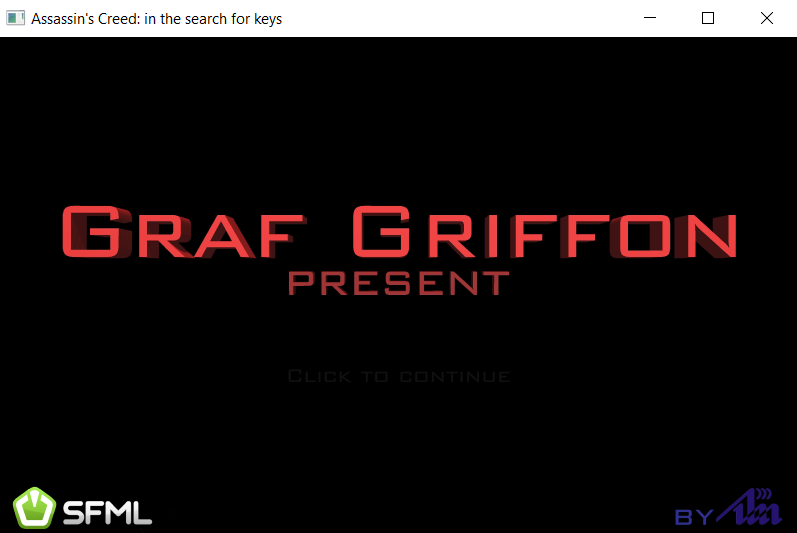 Assassin's Creed: in the search for keys
Graf Griffon
present
Click to continue
SFML
by